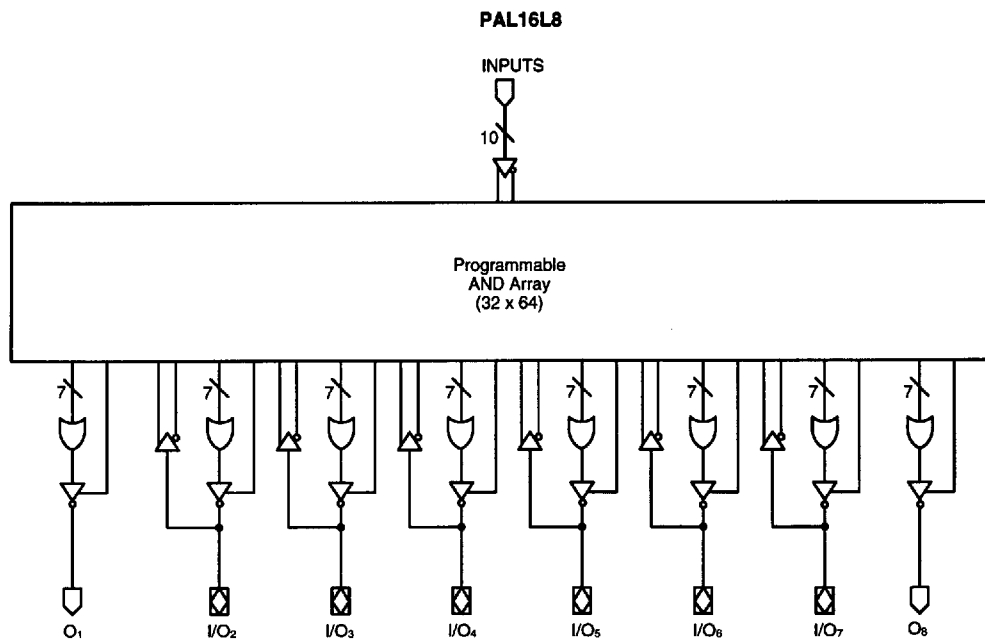 PAL16L8
INPUTS
10
Programmable
AND Array
(32 x 64)
7 7 7 7 7 7 7 7
O1 I/O2 I/O3 I/O4 I/O5 I/O6 I/O7 O8